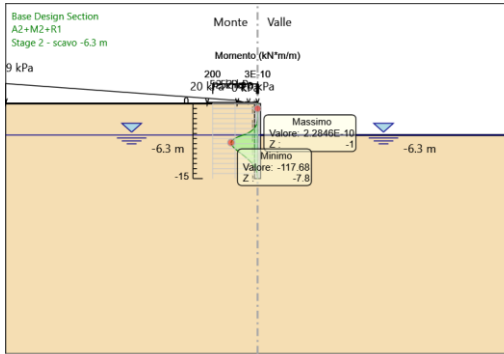 Base Design Section
A2+M2+R1
Stage 2 - scavo -6.3 m
Monte
Valle
Momento (kN*m/m)
9 kPa
200
3E-10
20 kPa
kPa
0
Massimo
Valore: 2.2846E-10
Z :
-1
-6.3 m
-6.3 m
Minimo
Valore: -117.68
Z :
-7.8
-15